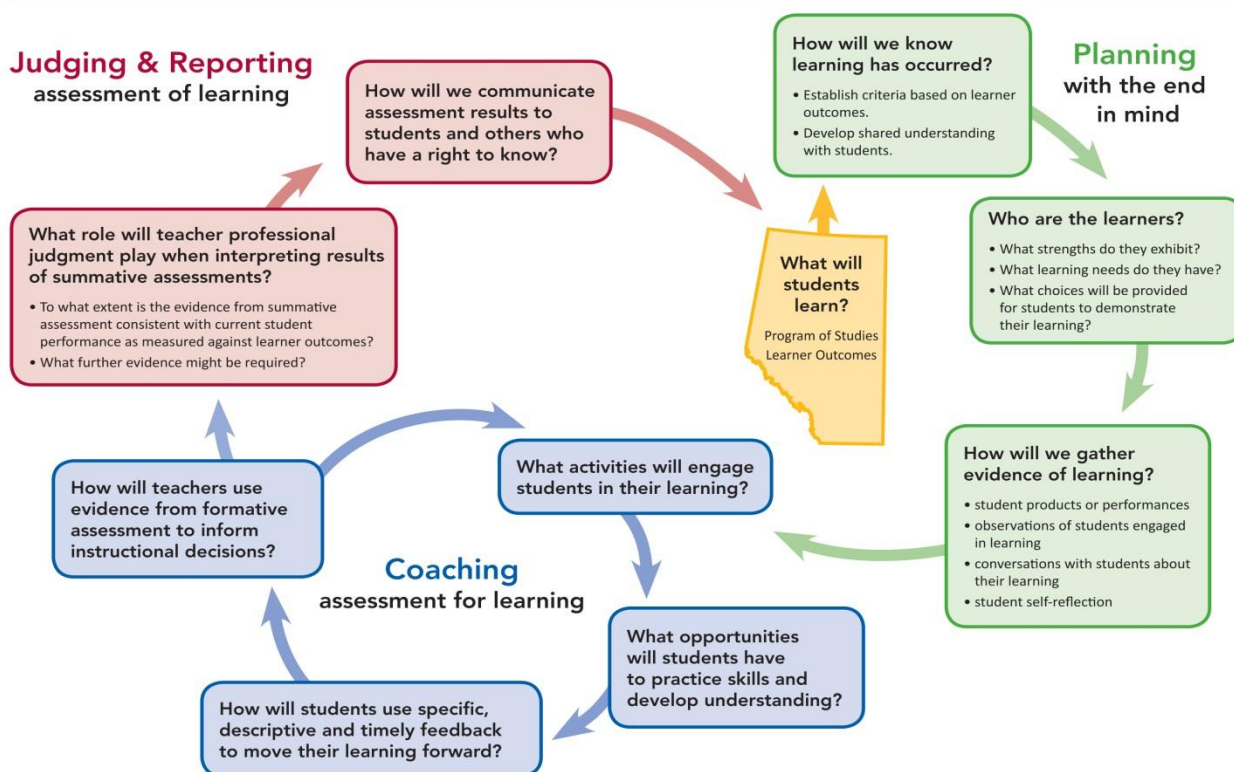 Judging & Reporting
assessment of learning
How will we communicate
assessment results to
students and others who
have a right to know?
How will we know
learning has occurred?
• Establish criteria based on learner
outcomes.
• Develop shared understanding
with students.
Planning
with the end
in mind
What role will teacher professional
judgment play when interpreting results
of summative assessments?
• To what extent is the evidence from summative
assessment consistent with current student
performance as measured against learner outcomes?
• What further evidence might be required?
What will
students
learn?
Program of Studies
Learner Outcomes
Who are the learners?
• What strengths do they exhibit?
• What learning needs do they have?
• What choices will be provided
for students to demonstrate
their learning?
How will teachers use
evidence from formative
assessment to inform
instructional decisions?
What activities will engage
students in their learning?
How will we gather
evidence of learning?
• student products or performances
• observations of students engaged
in learning
• conversations with students about
their learning
• student self-reflection
Coaching
assessment for learning
What opportunities
will students have
to practice skills and
develop understanding?
How will students use specific,
descriptive and timely feedback
to move their learning forward?